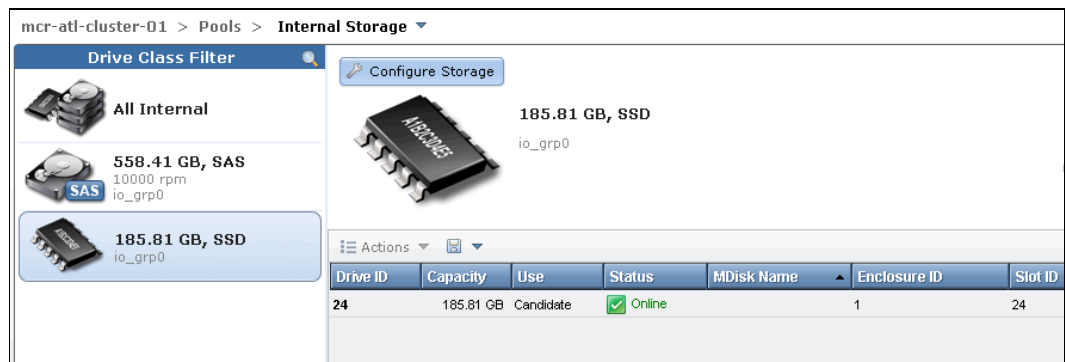 mcr-atl-cluster-01 > Pools > Internal Storage
Drive Class Filter
All Internal
558.41 GB, SAS
10000 rpm
io_grp0
SAS
185.81 GB, SSD
io_grp0
Configure Storage
A1B2C3D4E5
185.81 GB, SSD
io_grp0
Actions
Drive ID Capacity Use Status MDisk Name Enclosure ID Slot ID
24 185.81 GB Candidate Online 1 24